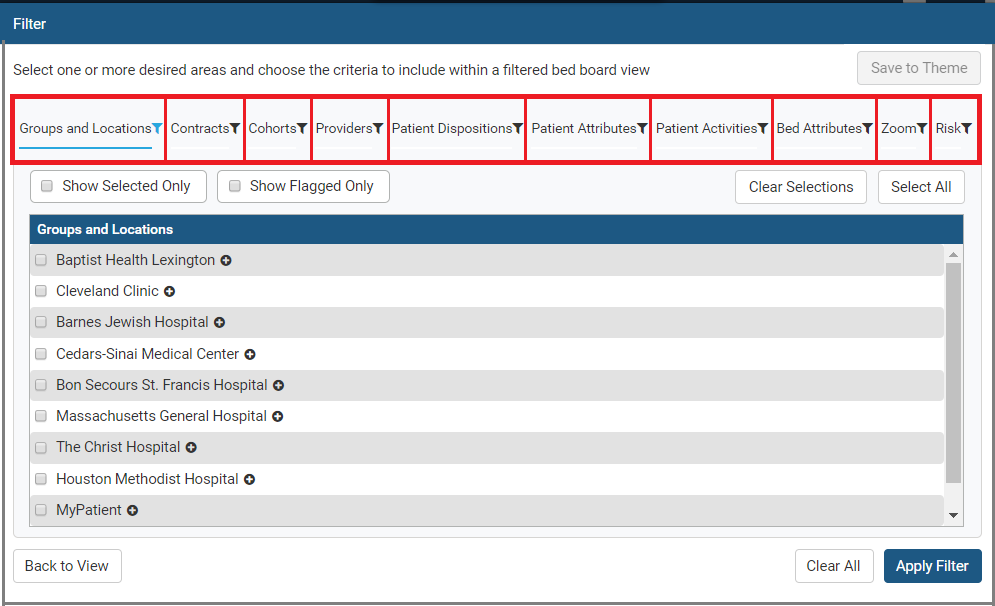 Filter
Select one or more desired areas and choose the criteria to include within a filtered bed board view
Save to Theme
Groups and Locations Contracts Cohorts Providers Patient Dispositions Patient Attributes Patient Activities Bed Attributes Zoom Risk
Show Selected Only Show Flagged Only Clear Selections Select All
Groups and Locations
Baptist Health Lexington
Cleveland Clinic
Barnes Jewish Hospital
Cedars-Sinai Medical Center
Bon Secours St. Francis Hospital
Massachusetts General Hospital
The Christ Hospital
Houston Methodist Hospital
MyPatient
Back to View Clear All Apply Filter